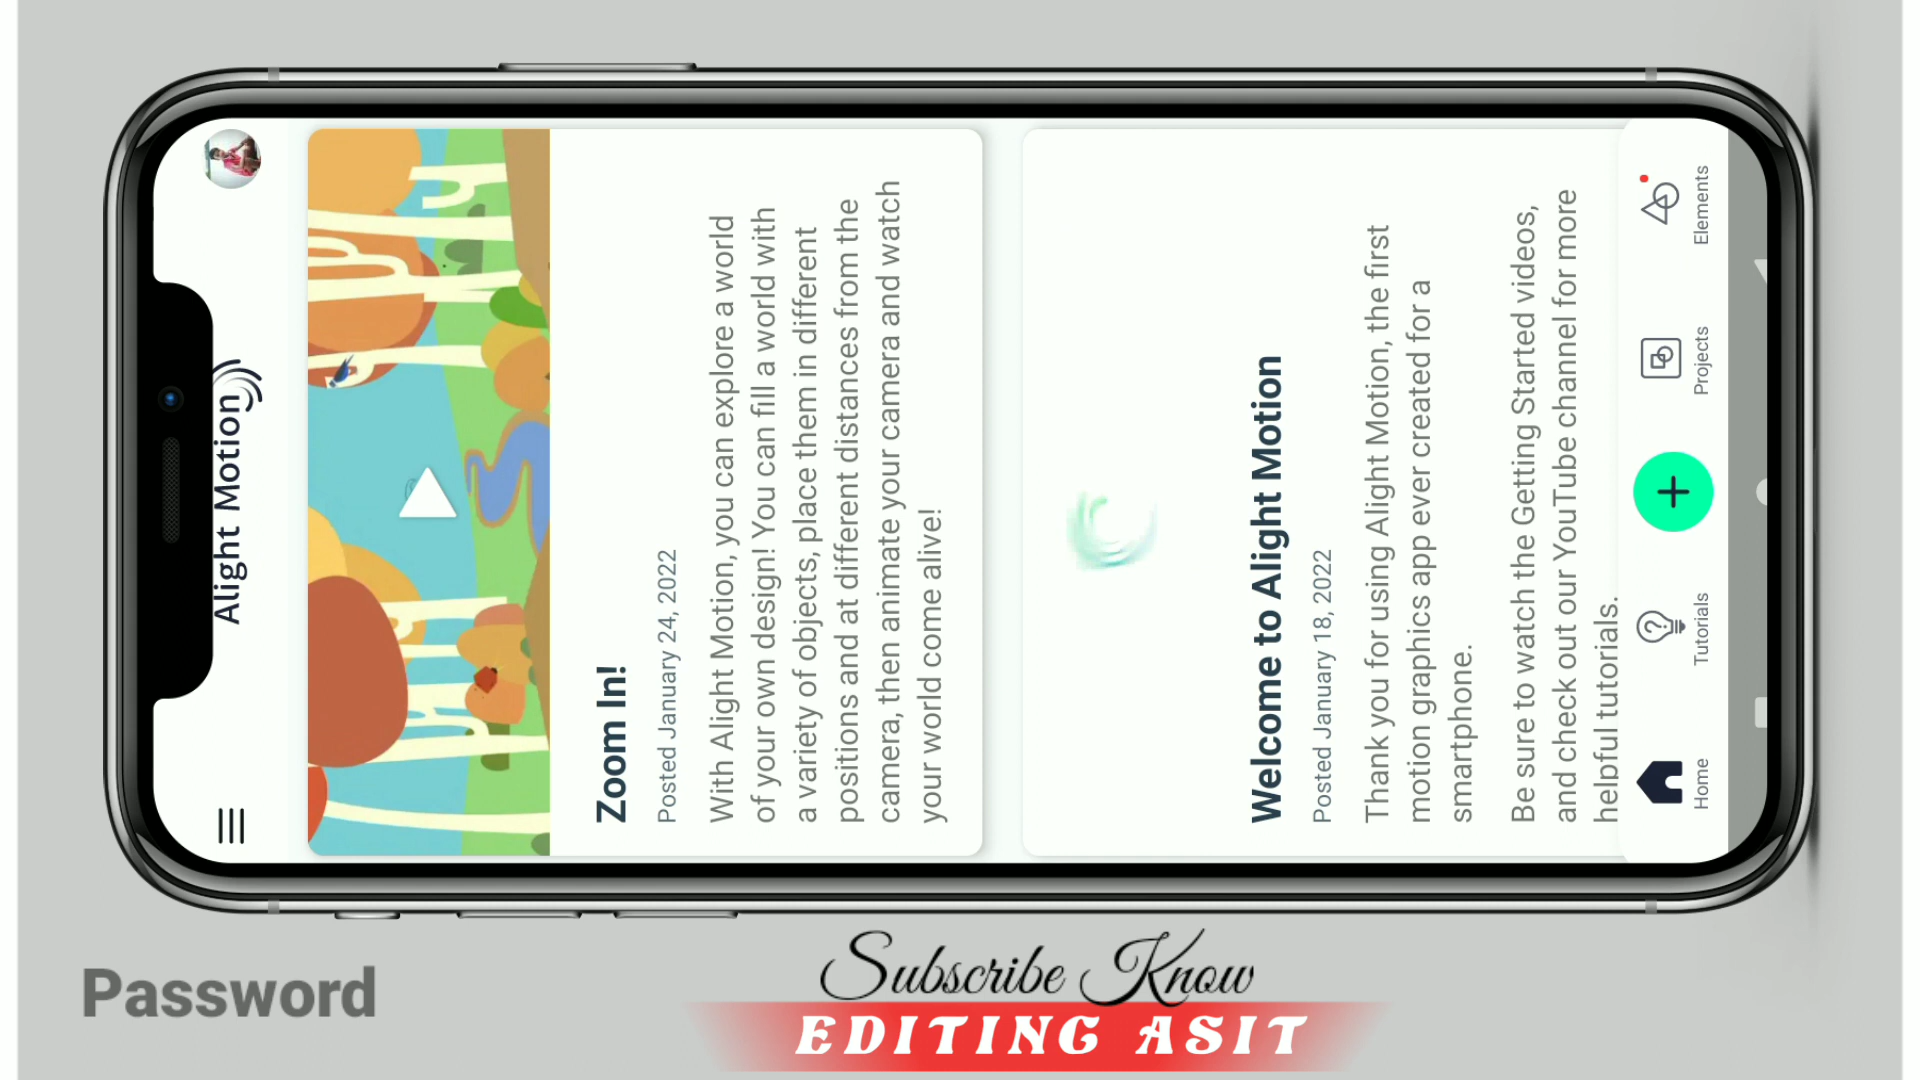 Alight Motion
Zoom In!
Posted January 24, 2022
With Alight Motion, you can explore a world
of your own design! You can fill a world with
a variety of objects, place them in different
positions and at different distances from the
camera, then animate your camera and watch
your world come alive!
Welcome to Alight Motion
Posted January 18, 2022
Thank you for using Alight Motion, the first
motion graphics app ever created for a
smartphone.
Be sure to watch the Getting Started videos,
and check out our YouTube channel for more
helpful tutorials.
Home
Tutorials
Projects
Elements
Password
Subscribe Know
EDITING ASIT